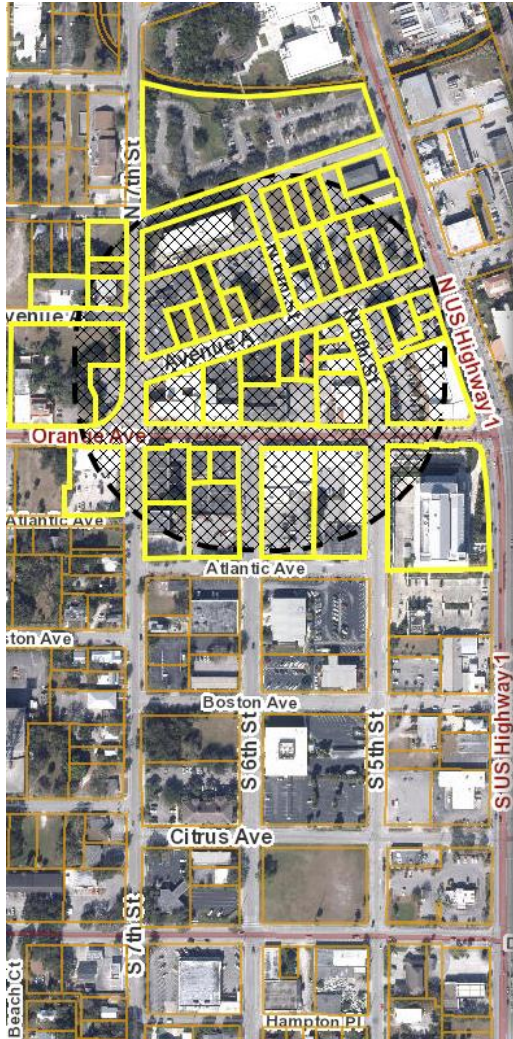 N 7th St
N US Highway 1
N 5th St
Avenue A
Orange Ave
Atlantic Ave
Atlantic Ave
ston Ave
Boston Ave
S 6th St
S 5th St
S US Highway 1
Citrus Ave
S 7th St
Beach Ct
Hampton Pl